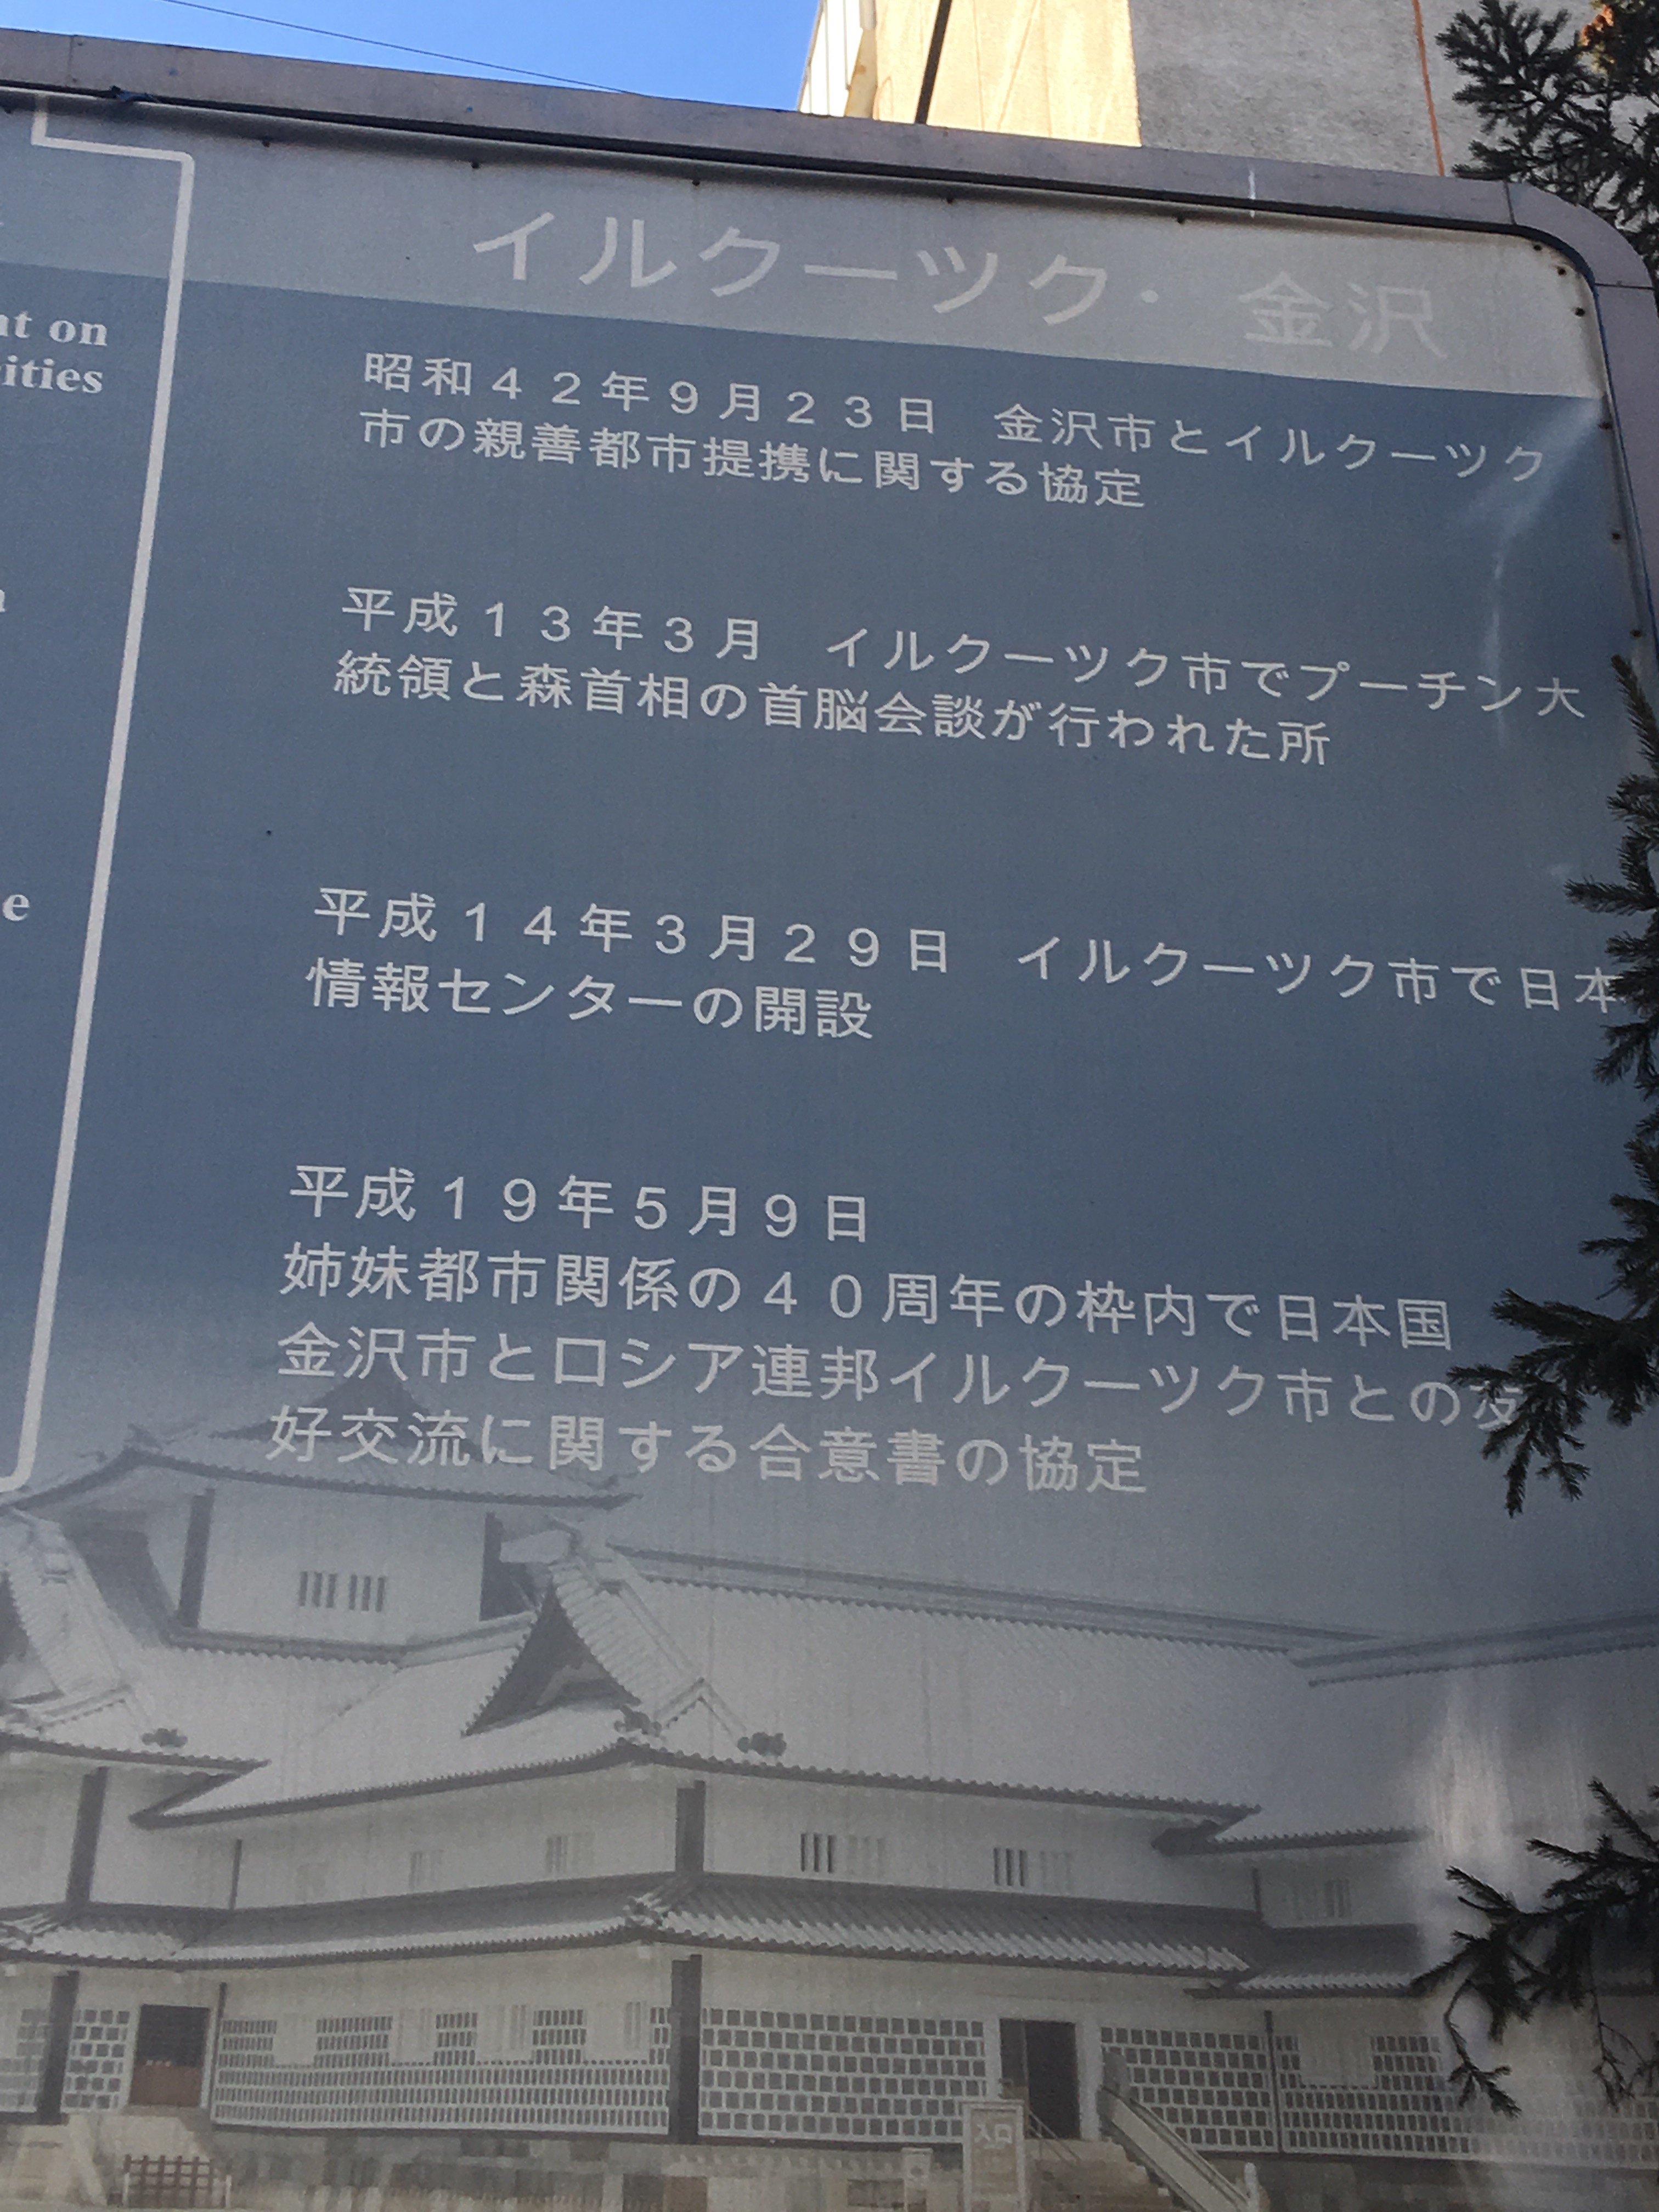 nt on
ities
e
イルクーツク・金沢
昭和４２年９月２３日　金沢市とイルクーツク
市の親善都市提携に関する協定
平成１３年３月　イルクーツク市でプーチン大
統領と森首相の首脳会談が行われた所
平成１４年３月２９日　イルクーツク市で日本
情報センターの開設
平成１９年５月９日
姉妹都市関係の４０周年の枠内で日本国
金沢市とロシア連邦イルクーツク市との友
好交流に関する合意書の協定
入口